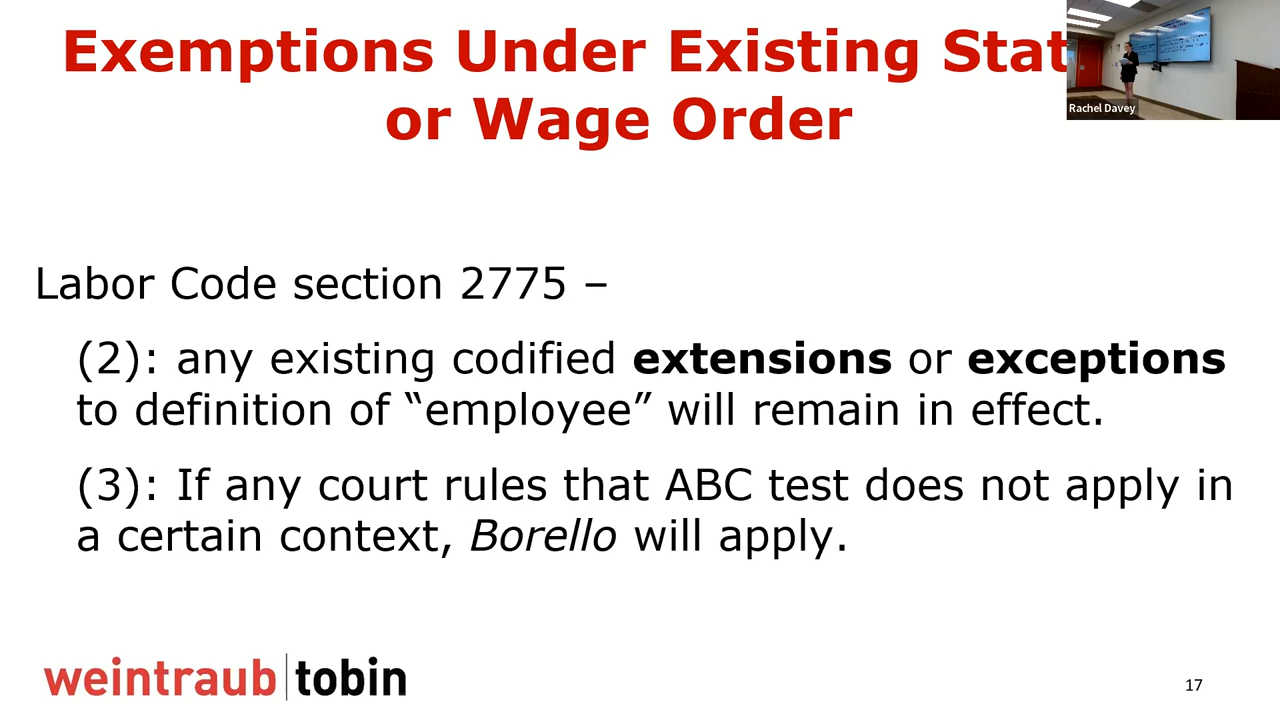 Exemptions Under Existing Stat
or Wage Order
Rachel Davey
Labor Code section 2775 –
(2): any existing codified extensions or exceptions
to definition of “employee” will remain in effect.
(3): If any court rules that ABC test does not apply in
a certain context, Borello will apply.
weintraub tobin
17